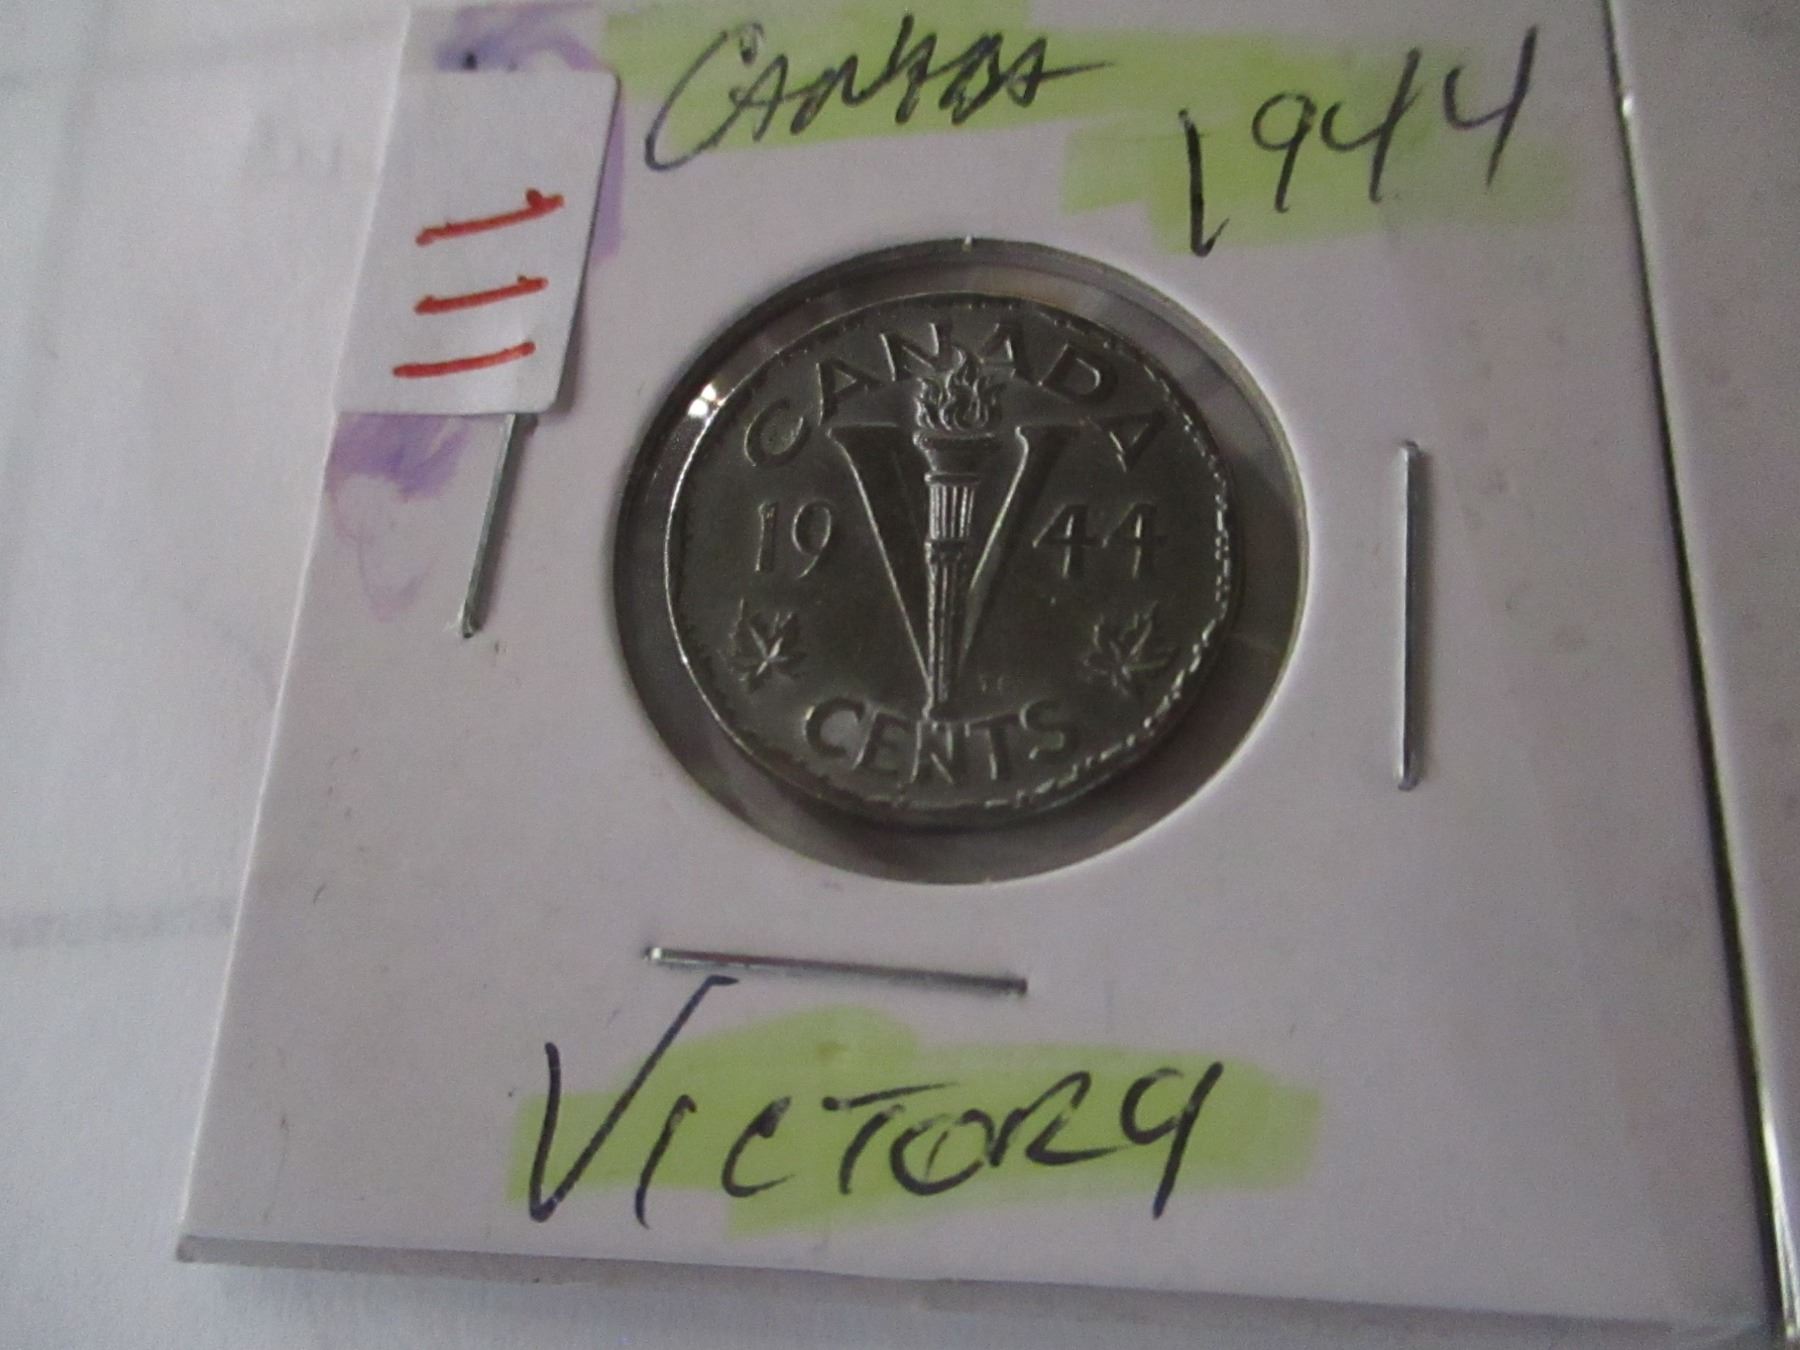 CANADA 1944
111
CANADA
19 V 44
CENTS
VICTORY